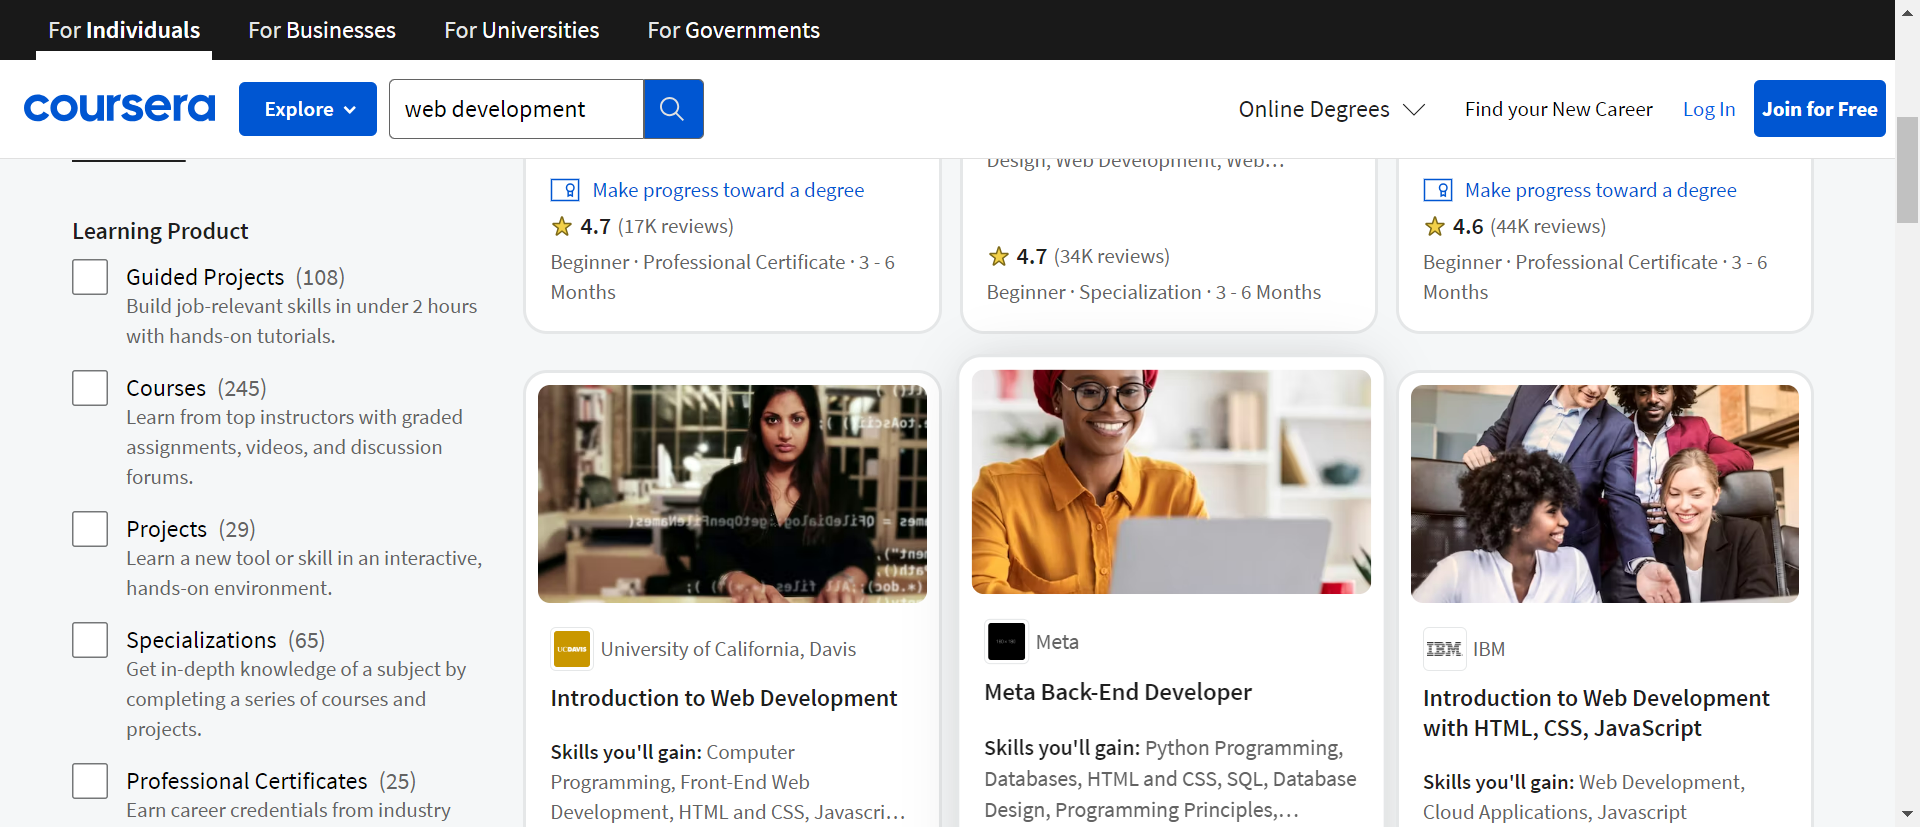 For Individuals
For Businesses
For Universities
For Governments
coursera
Explore
web development
Online Degrees
Find your New Career
Log In
Join for Free
Learning Product
Guided Projects (108)
Build job-relevant skills in under 2 hours
with hands-on tutorials.
Courses (245)
Learn from top instructors with graded
assignments, videos, and discussion
forums.
Projects (29)
Learn a new tool or skill in an interactive,
hands-on environment.
Specializations (65)
Get in-depth knowledge of a subject by
completing a series of courses and
projects.
Professional Certificates (25)
Earn career credentials from industry
Make progress toward a degree
4.7 (17K reviews)
Beginner · Professional Certificate · 3 - 6
Months
Design, Web Development, Web…
4.7 (34K reviews)
Beginner · Specialization · 3 - 6 Months
Make progress toward a degree
4.6 (44K reviews)
Beginner · Professional Certificate · 3 - 6
Months
UCDAVIS
University of California, Davis
Introduction to Web Development
Skills you'll gain: Computer
Programming, Front-End Web
Development, HTML and CSS, Javascri…
Meta
Meta Back-End Developer
Skills you'll gain: Python Programming,
Databases, HTML and CSS, SQL, Database
Design, Programming Principles,…
IBM
IBM
Introduction to Web Development
with HTML, CSS, JavaScript
Skills you'll gain: Web Development,
Cloud Applications, Javascript